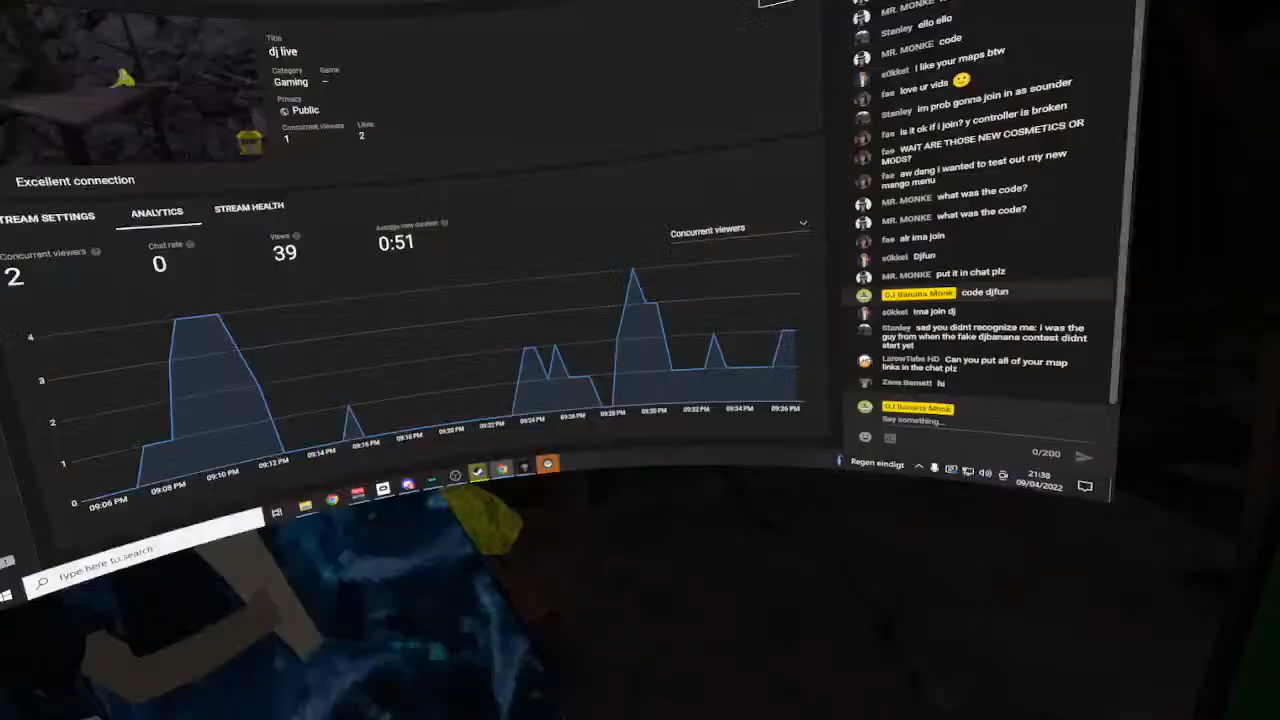 Title
dj live
Category
Game
Gaming
–
Privacy
Public
Concurrent viewers
Likes
1
2
Excellent connection
TREAM SETTINGS
ANALYTICS
STREAM HEALTH
Concurrent viewers
2
Chat rate
0
Views
39
Average view duration
0:51
Concurrent viewers
4
3
2
1
0
09:06 PM
09:08 PM
09:10 PM
09:12 PM
09:14 PM
09:16 PM
09:18 PM
09:20 PM
09:22 PM
09:24 PM
09:26 PM
09:28 PM
09:30 PM
09:32 PM
09:34 PM
09:36 PM
MR. MONKE
Stanley ello ello
MR. MONKE code
s0kket I like your maps btw
fae love ur vids 🙂
Stanley im prob gonna join in as sounder
fae is it ok if i join? y controller is broken
fae WAIT ARE THOSE NEW COSMETICS OR
MODS?
fae aw dang i wanted to test out my new
mango menu
MR. MONKE what was the code?
MR. MONKE what was the code?
fae alr ima join
s0kket Djfun
MR. MONKE put it in chat plz
DJ Banana Monk code djfun
s0kket Ima join dj
Stanley sad you didnt recognize me: i was the
guy from when the fake djbanana contest didnt
start yet
LarowTube HD Can you put all of your map
links in the chat plz
Zane Barnett hi
DJ Banana Monk
Say something...
0/200
Type here to search
Regen eindigt
21:38
09/04/2022